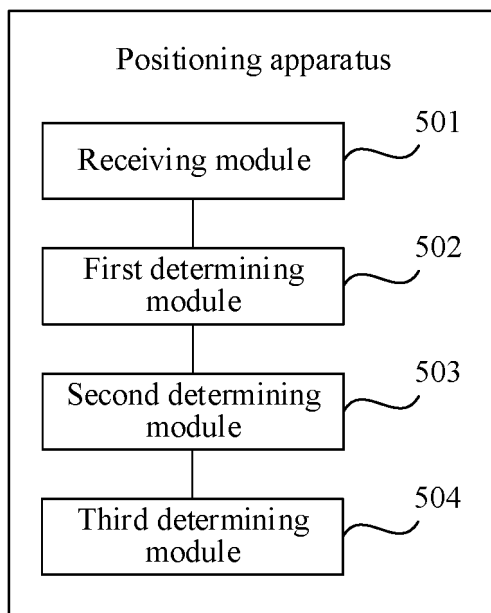 Positioning apparatus
501
Receiving module
502
First determining
module
503
Second determining
module
504
Third determining
module